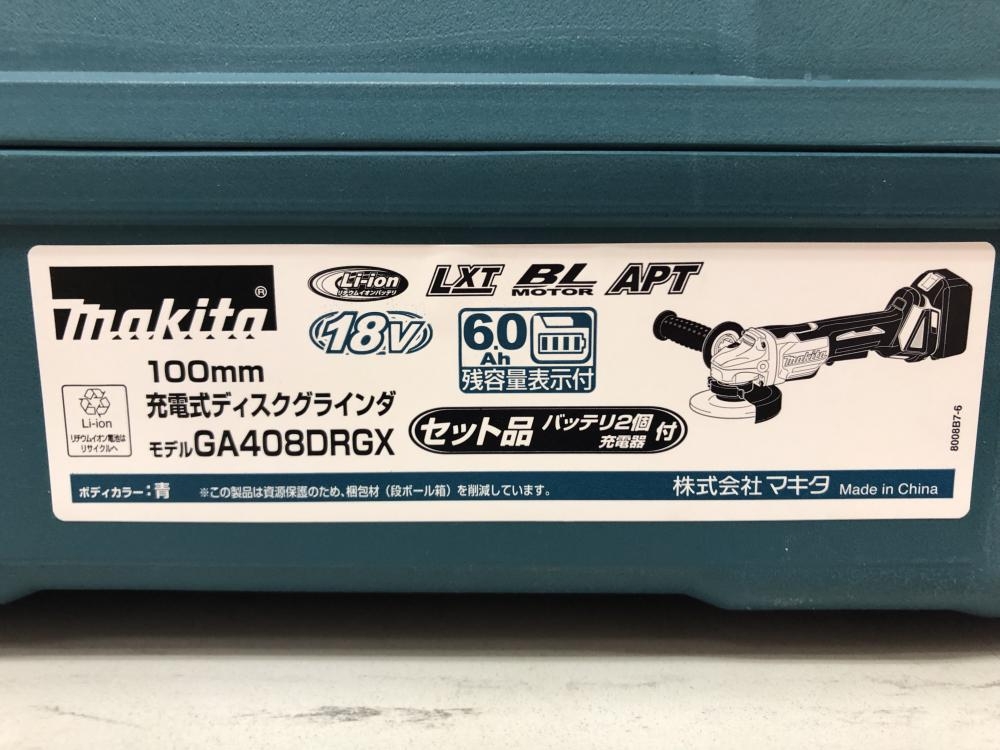 makita®
Li-ion
リチウムイオンバッテリ
LXT
BL
MOTOR
APT
18V
6.0
Ah
残容量表示付
100mm
充電式ディスクグラインダ
モデルGA408DRGX
Li-ion
リチウムイオン電池は
リサイクルへ
セット品 バッテリ2個
充電器 付
makita
8008B7-6
ボディカラー:青 ※この製品は資源保護のため、梱包材(段ボール箱)を削減しています。
株式会社マキタ Made in China